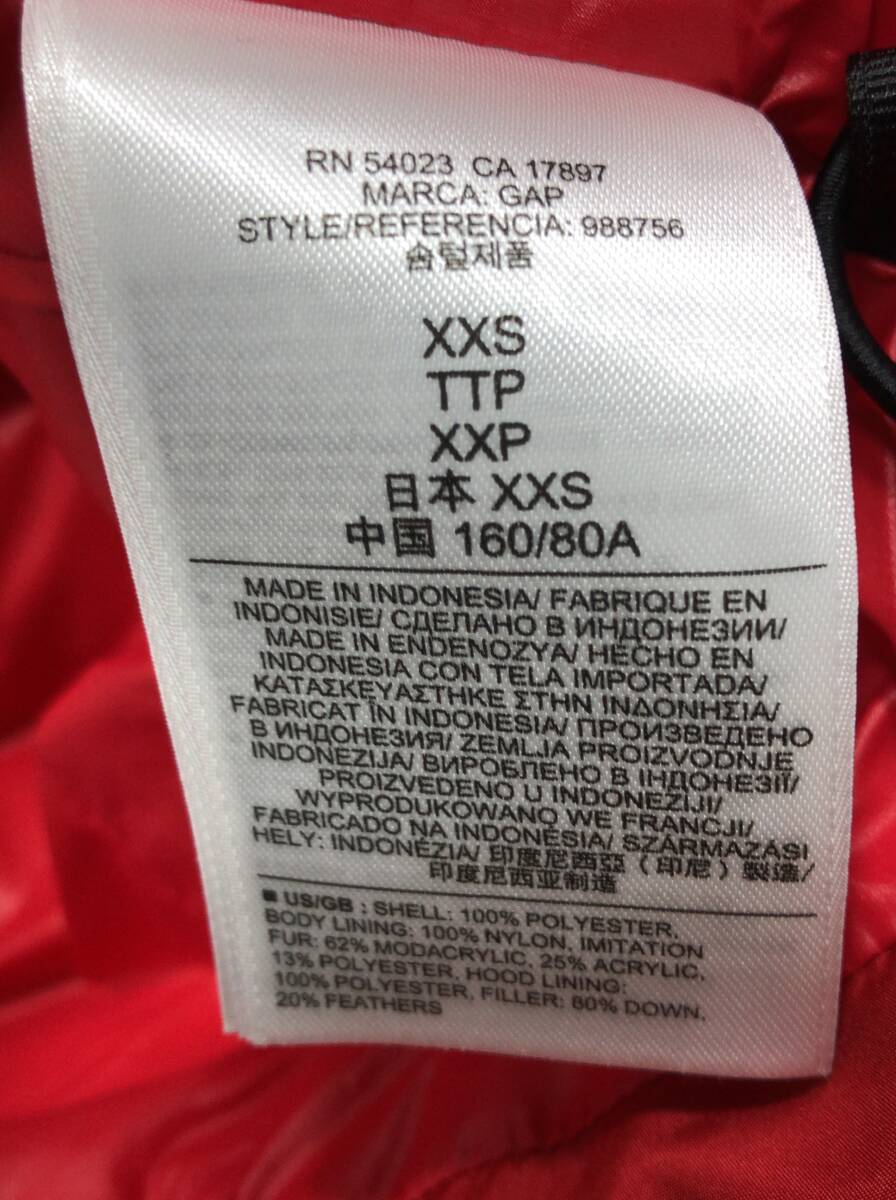 RN 54023 CA 17897
MARCA: GAP
STYLE/REFERENCIA: 988756
솜털제품
XXS
TTP
XXP
日本 XXS
中国 160/80A
MADE IN INDONESIA/ FABRIQUE EN
INDONISIE/ СДЕЛАНО В ИНДОНЕЗИИ/
MADE IN ENDENOZYA/ HECHO EN
INDONESIA CON TELA IMPORTADA/
ΚΑΤΑΣΚΕΥΑΣΤΗΚΕ ΣΤΗΝ ΙΝΔΟΝΗΣΙΑ/
FABRICAT ÎN INDONESIA/ ПРОИЗВЕДЕНО
В ИНДОНЕЗИЯ/ ZEMLJA PROIZVODNJE
INDONEZIJA/ ВИРОБЛЕНО В ІНДОНЕЗІЇ/
PROIZVEDENO U INDONEZIJI/
WYPRODUKOWANO WE FRANCJI/
FABRICADO NA INDONÉSIA/ SZÁRMAZÁSI
HELY: INDONÉZIA/ 印度尼西亞（印尼）製造/
印度尼西亚制造
■ US/GB : SHELL: 100% POLYESTER,
BODY LINING: 100% NYLON, IMITATION
FUR: 62% MODACRYLIC, 25% ACRYLIC,
13% POLYESTER, HOOD LINING:
100% POLYESTER, FILLER: 80% DOWN,
20% FEATHERS